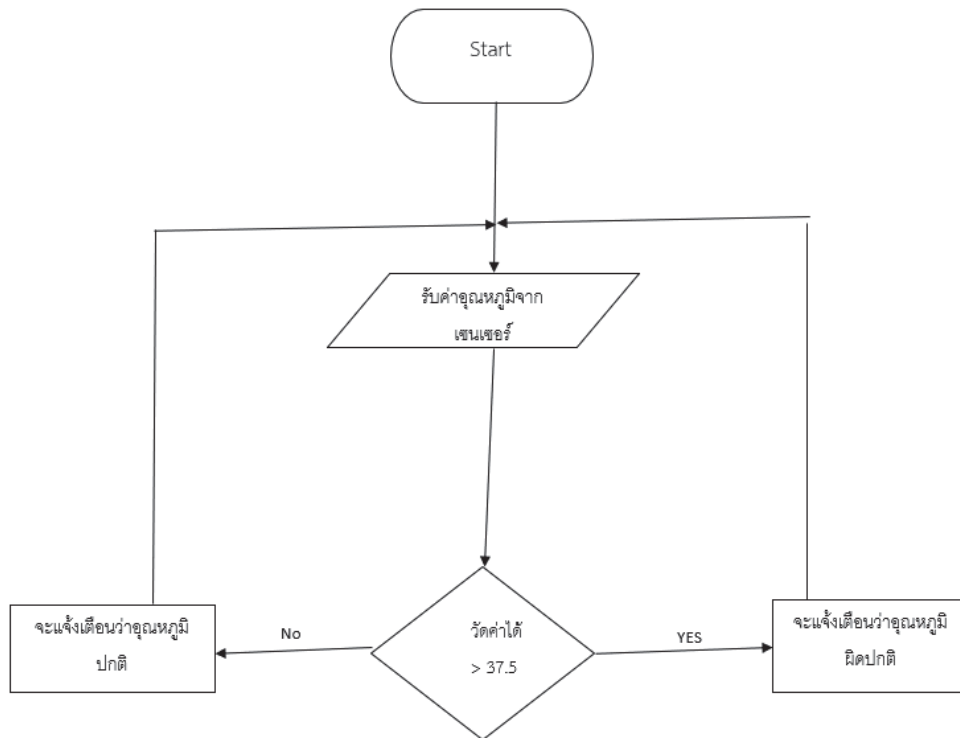 Start
รับค่าอุณหภูมิจาก
เซนเซอร์
วัดค่าได้
> 37.5
No
YES
จะแจ้งเตือนว่าอุณหภูมิ
ปกติ
จะแจ้งเตือนว่าอุณหภูมิ
ผิดปกติ